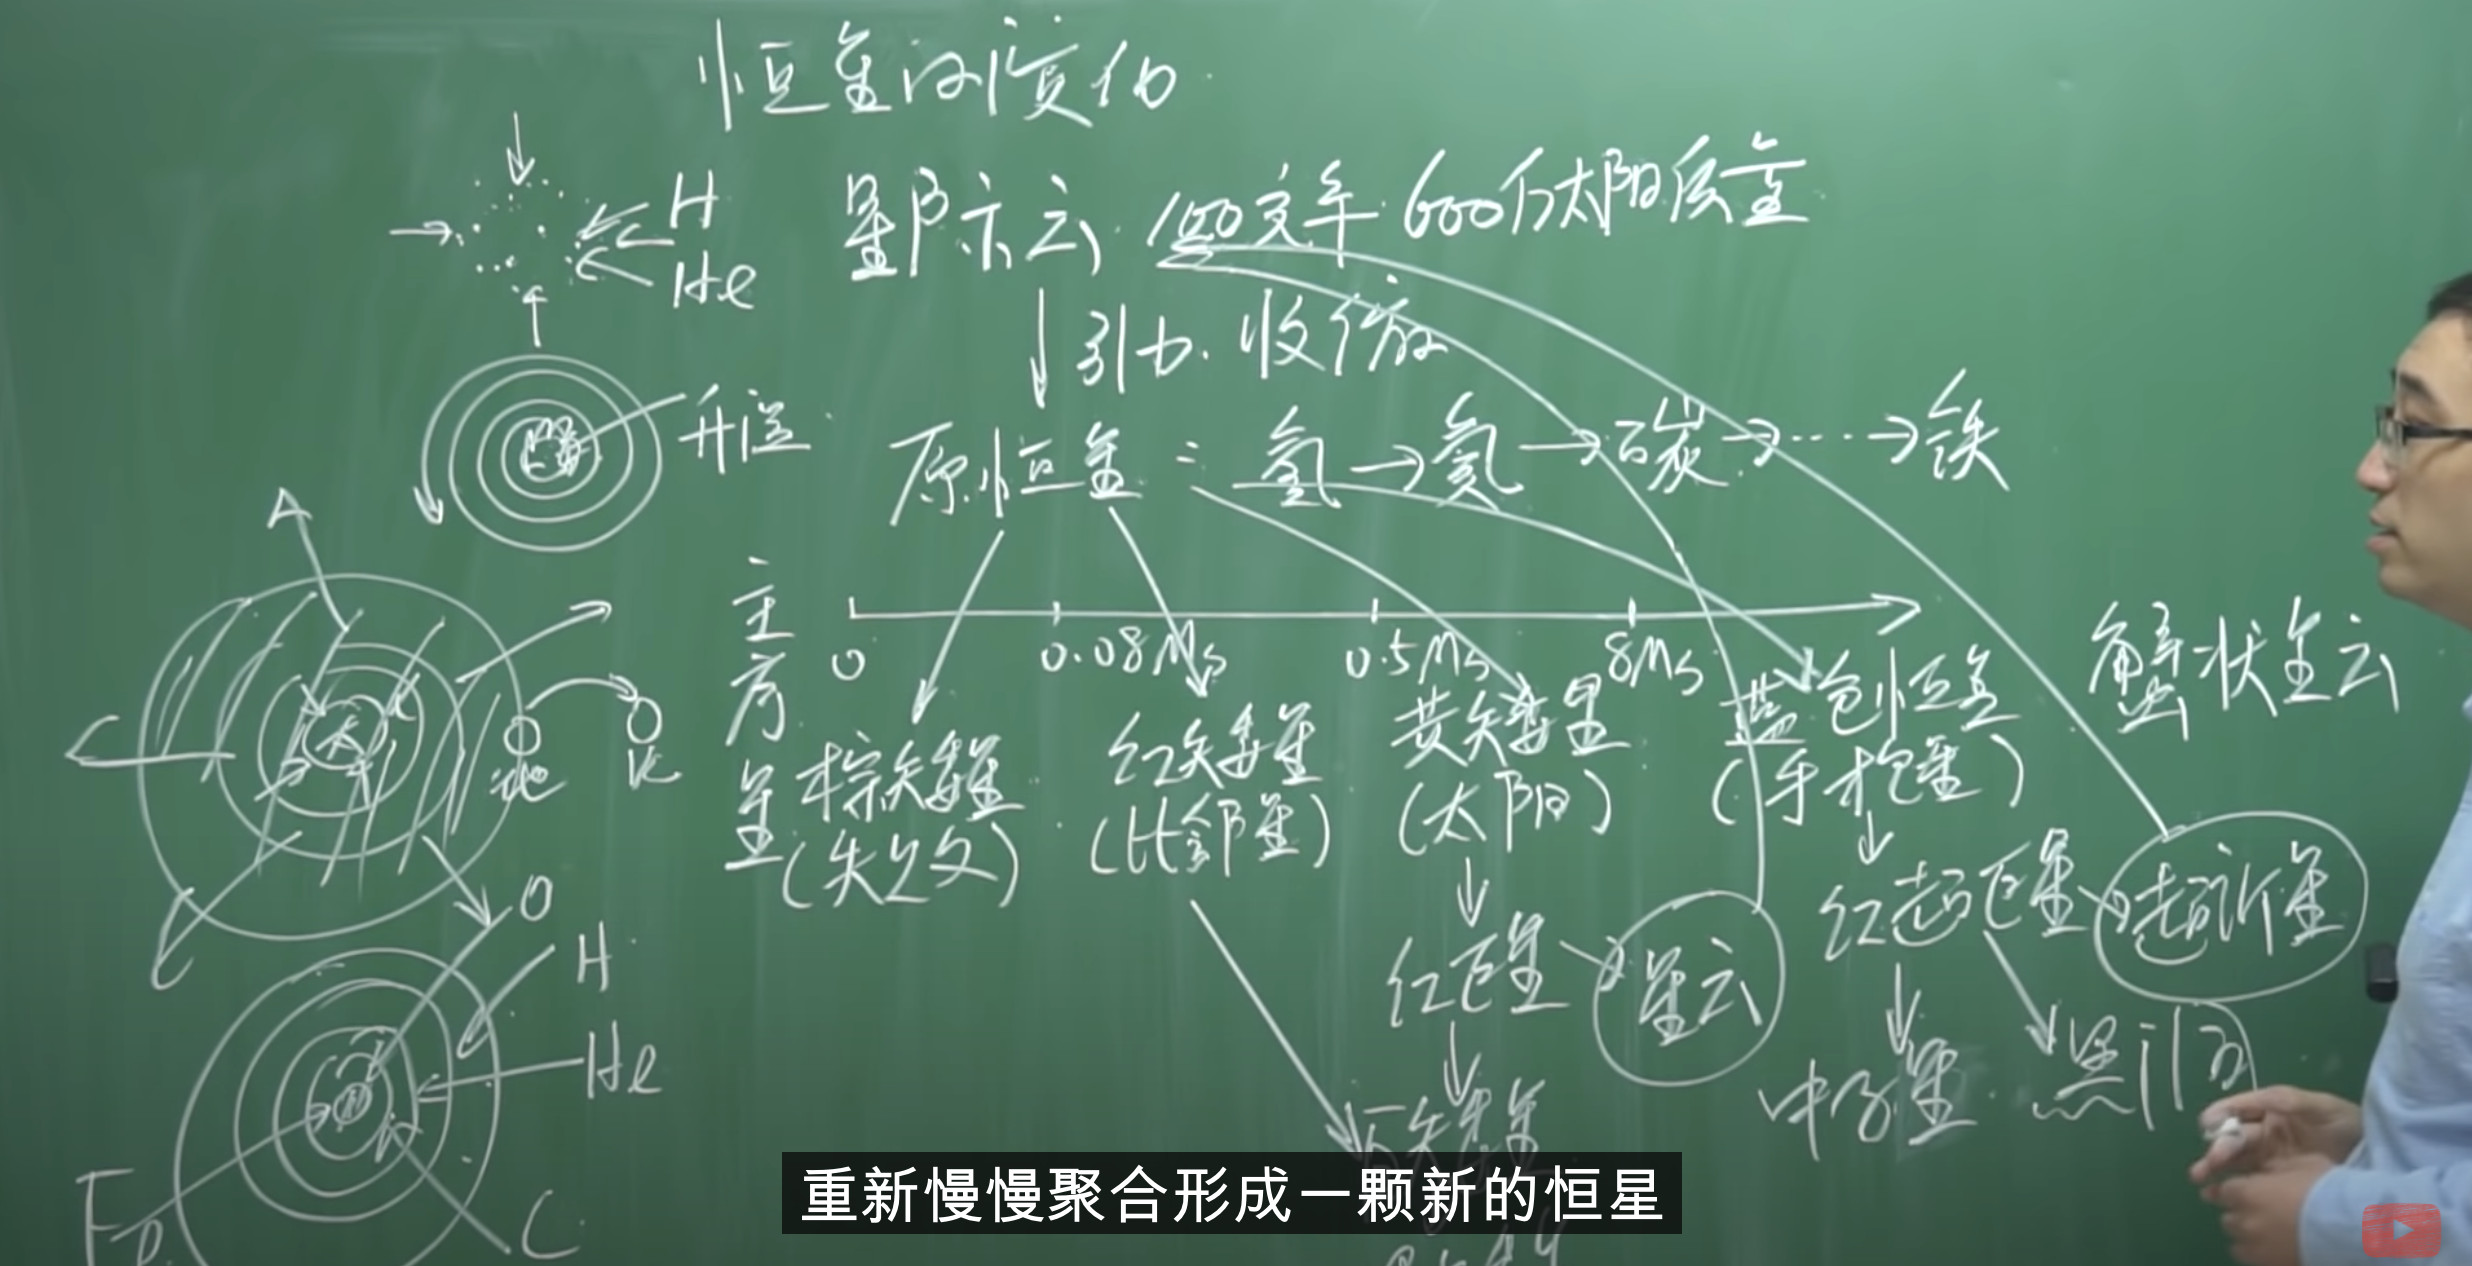 恒星的演化
H
He
星际云 100光年 600万太阳质量
引力 收缩
升温
原恒星 : 氢→氦→碳→····→铁
0 0.08Ms 0.5Ms 8Ms
主序星
棕矮星
(失败)
红矮星
(比邻星)
黄矮星
(太阳)
蓝色恒星
(手枪星)
蟹状星云
太
地
火
红巨星
星云
红超巨星
超新星
中子星
黑洞
白矮星
O
H
He
C
Fe
重新慢慢聚合形成一颗新的恒星